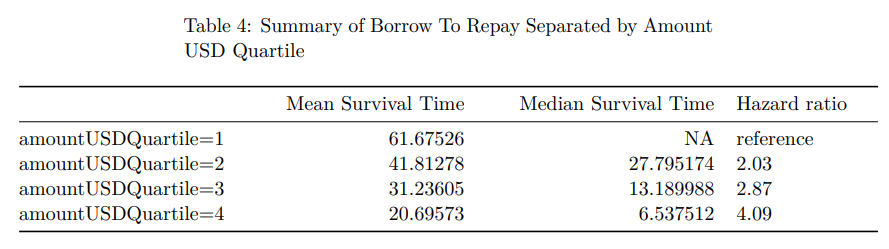 Table 4: Summary of Borrow To Repay Separated by Amount
USD Quartile
Mean Survival Time Median Survival Time Hazard ratio
amountUSDQuartile=1 61.67526 NA reference
amountUSDQuartile=2 41.81278 27.795174 2.03
amountUSDQuartile=3 31.23605 13.189988 2.87
amountUSDQuartile=4 20.69573 6.537512 4.09